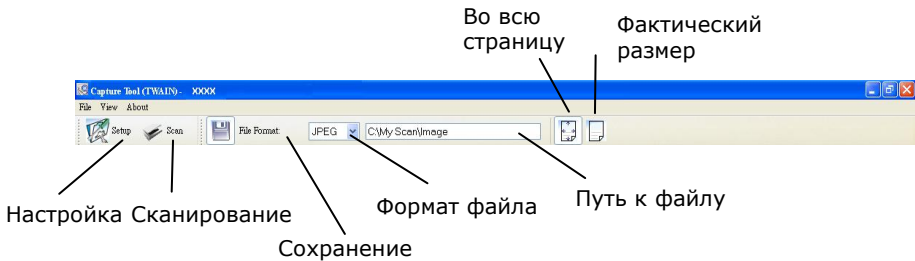 Во всю
страницу
Фактический
размер
Capture Tool (TWAIN) - XXXX
File View About
Setup Scan File Format: JPEG C:\My Scan\Image
Настройка Сканирование
Формат файла
Путь к файлу
Сохранение